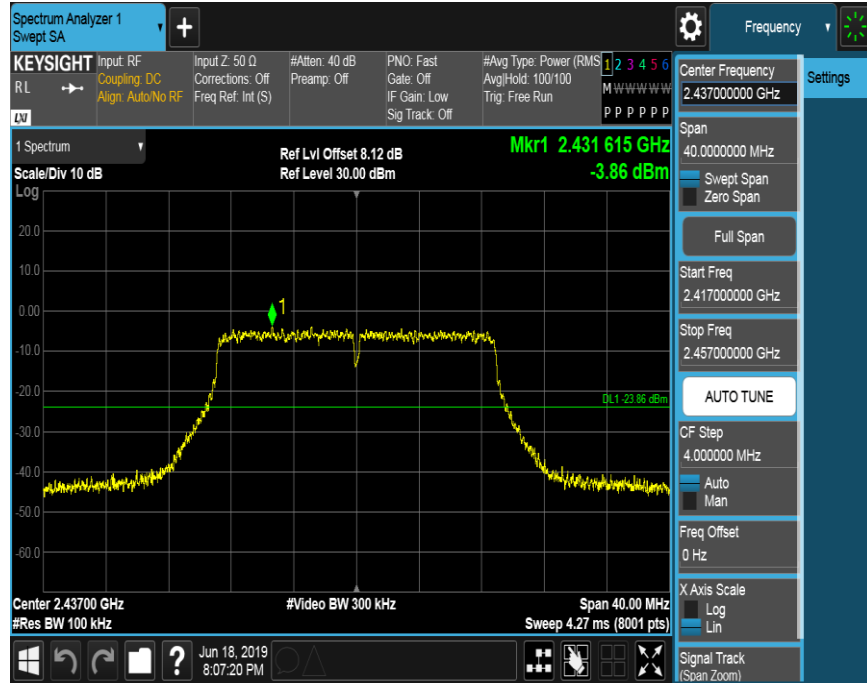 Spectrum Analyzer 1
Swept SA
+
Frequency
KEYSIGHT
RL
LXI
Input: RF
Coupling: DC
Align: Auto/No RF
Input Z: 50 Ω
Corrections: Off
Freq Ref: Int (S)
#Atten: 40 dB
Preamp: Off
PNO: Fast
Gate: Off
IF Gain: Low
Sig Track: Off
#Avg Type: Power (RMS
Avg|Hold: 100/100
Trig: Free Run
1 2 3 4 5 6
M W W W W W
P P P P P P
1 Spectrum
Scale/Div 10 dB
Log
Ref Lvl Offset 8.12 dB
Ref Level 30.00 dBm
Mkr1 2.431 615 GHz
-3.86 dBm
20.0
10.0
0.00
-10.0
-20.0
-30.0
-40.0
-50.0
-60.0
1
DL1 -23.86 dBm
Center 2.43700 GHz
#Res BW 100 kHz
#Video BW 300 kHz
Span 40.00 MHz
Sweep 4.27 ms (8001 pts)
?
Jun 18, 2019
8:07:20 PM
Center Frequency
2.437000000 GHz
Span
40.0000000 MHz
Swept Span
Zero Span
Full Span
Start Freq
2.417000000 GHz
Stop Freq
2.457000000 GHz
AUTO TUNE
CF Step
4.000000 MHz
Auto
Man
Freq Offset
0 Hz
X Axis Scale
Log
Lin
Signal Track
(Span Zoom)
Settings